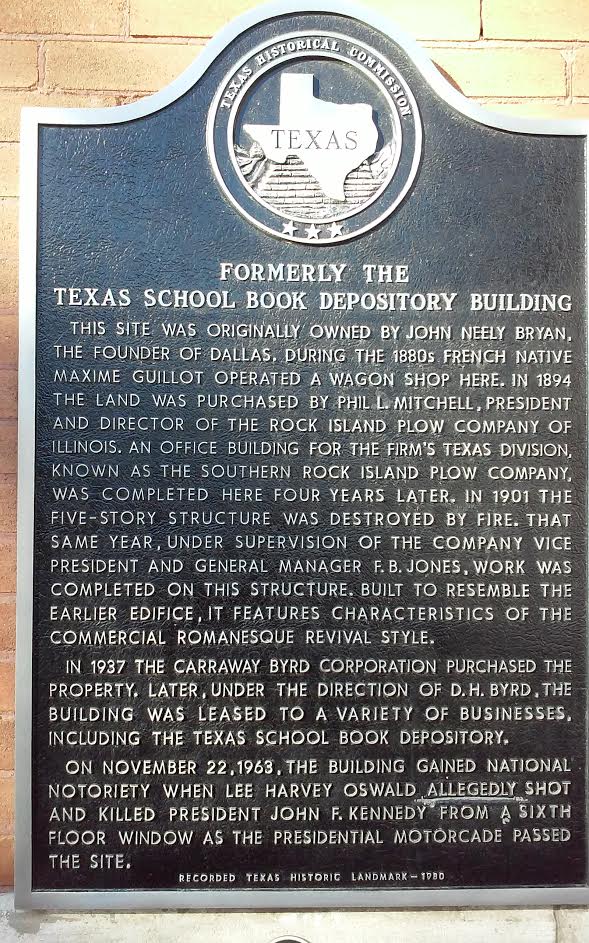 TEXAS HISTORICAL COMMISSION
TEXAS
FORMERLY THE
TEXAS SCHOOL BOOK DEPOSITORY BUILDING
THIS SITE WAS ORIGINALLY OWNED BY JOHN NEELY BRYAN,
THE FOUNDER OF DALLAS. DURING THE 1880s FRENCH NATIVE
MAXIME GUILLOT OPERATED A WAGON SHOP HERE. IN 1894
THE LAND WAS PURCHASED BY PHIL L. MITCHELL, PRESIDENT
AND DIRECTOR OF THE ROCK ISLAND PLOW COMPANY OF
ILLINOIS. AN OFFICE BUILDING FOR THE FIRM'S TEXAS DIVISION,
KNOWN AS THE SOUTHERN ROCK ISLAND PLOW COMPANY,
WAS COMPLETED HERE FOUR YEARS LATER. IN 1901 THE
FIVE-STORY STRUCTURE WAS DESTROYED BY FIRE. THAT
SAME YEAR, UNDER SUPERVISION OF THE COMPANY VICE
PRESIDENT AND GENERAL MANAGER F.B. JONES, WORK WAS
COMPLETED ON THIS STRUCTURE. BUILT TO RESEMBLE THE
EARLIER EDIFICE, IT FEATURES CHARACTERISTICS OF THE
COMMERCIAL ROMANESQUE REVIVAL STYLE.
IN 1937 THE CARRAWAY BYRD CORPORATION PURCHASED THE
PROPERTY. LATER, UNDER THE DIRECTION OF D.H. BYRD, THE
BUILDING WAS LEASED TO A VARIETY OF BUSINESSES,
INCLUDING THE TEXAS SCHOOL BOOK DEPOSITORY.
ON NOVEMBER 22, 1963, THE BUILDING GAINED NATIONAL
NOTORIETY WHEN LEE HARVEY OSWALD ALLEGEDLY SHOT
AND KILLED PRESIDENT JOHN F. KENNEDY FROM A SIXTH
FLOOR WINDOW AS THE PRESIDENTIAL MOTORCADE PASSED
THE SITE.
RECORDED TEXAS HISTORIC LANDMARK – 1980